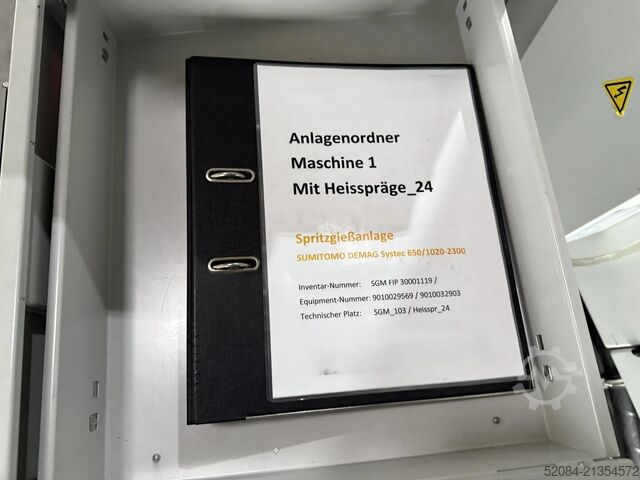 Anlagenordner
Maschine 1
Mit Heisspräge_24
Spritzgießanlage
SUMITOMO DEMAG Systec 650/1020-2300
Inventar-Nummer: SGM FIP 30001119 /
Equipment-Nummer: 9010029569 / 9010032903
Technischer Platz: SGM_103 / Heisspr_24
52084-21354572